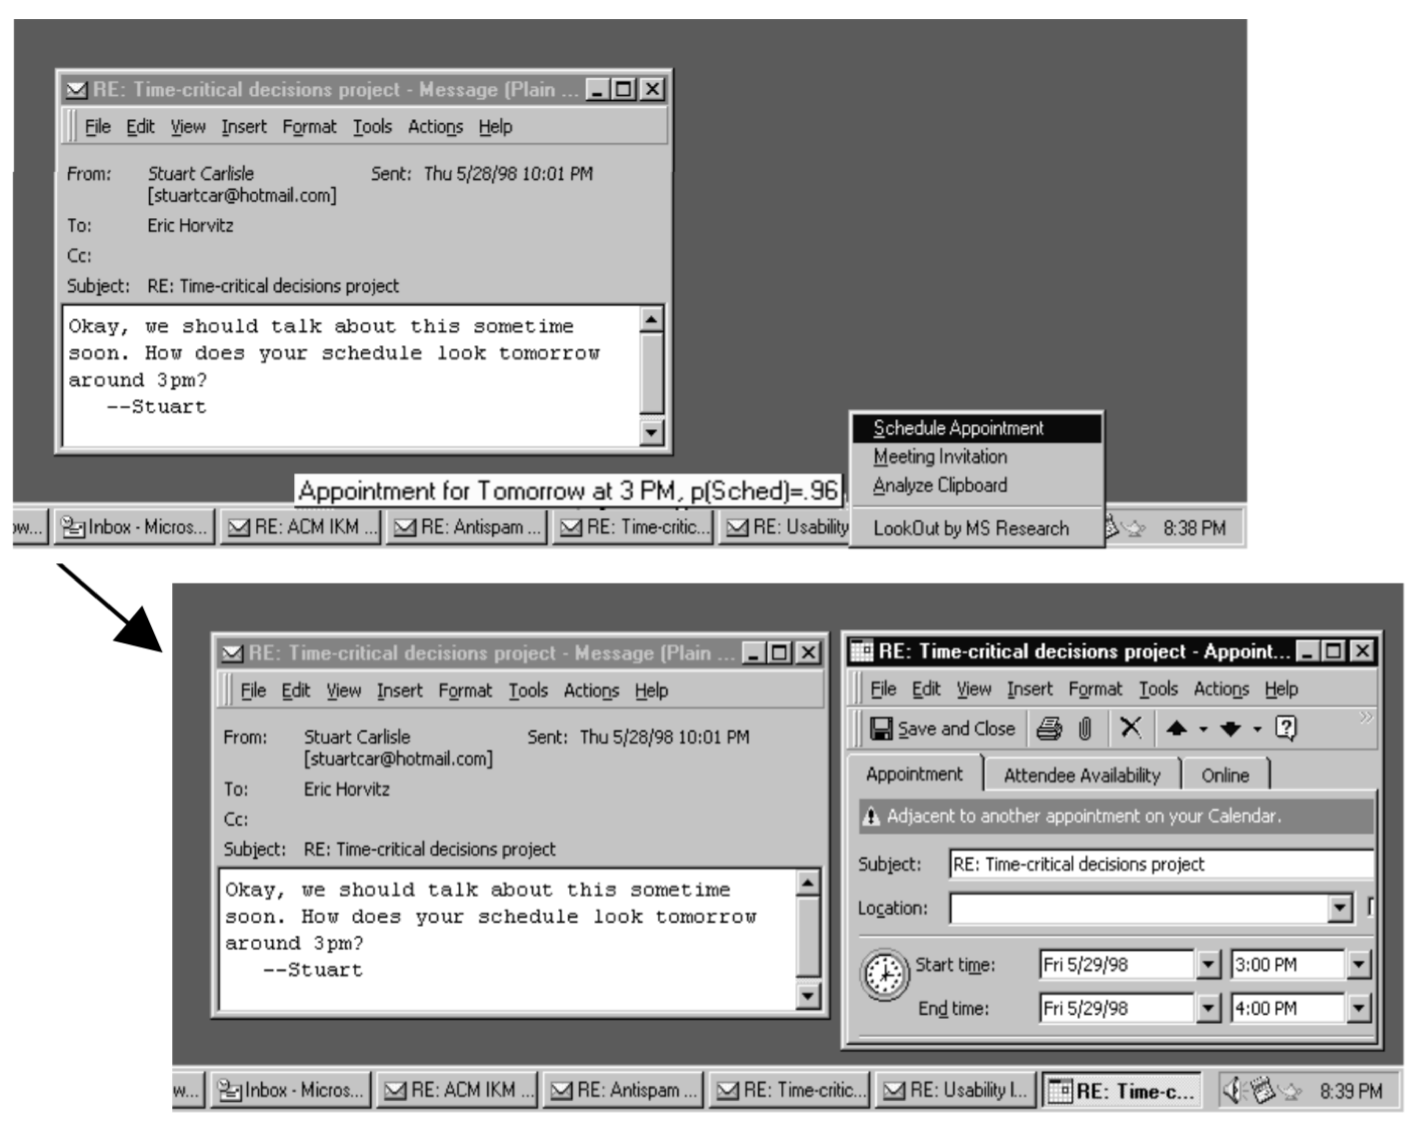 RE: Time-critical decisions project - Message (Plain ...
File Edit View Insert Format Tools Actions Help
From: Stuart Carlisle Sent: Thu 5/28/98 10:01 PM
[stuartcar@hotmail.com]
To: Eric Horvitz
Cc:
Subject: RE: Time-critical decisions project
Okay, we should talk about this sometime
soon. How does your schedule look tomorrow
around 3pm?
--Stuart
Schedule Appointment
Meeting Invitation
Analyze Clipboard
LookOut by MS Research
Appointment for Tomorrow at 3 PM, p(Sched)=.96
ow... Inbox - Micros... RE: ACM IKM ... RE: Antispam ... RE: Time-critic... RE: Usability 8:38 PM
RE: Time-critical decisions project - Message (Plain ...
File Edit View Insert Format Tools Actions Help
From: Stuart Carlisle Sent: Thu 5/28/98 10:01 PM
[stuartcar@hotmail.com]
To: Eric Horvitz
Cc:
Subject: RE: Time-critical decisions project
Okay, we should talk about this sometime
soon. How does your schedule look tomorrow
around 3pm?
--Stuart
RE: Time-critical decisions project - Appoint...
File Edit View Insert Format Tools Actions Help
Save and Close
Appointment Attendee Availability Online
Adjacent to another appointment on your Calendar.
Subject: RE: Time-critical decisions project
Location:
Start time: Fri 5/29/98 3:00 PM
End time: Fri 5/29/98 4:00 PM
w... Inbox - Micros... RE: ACM IKM ... RE: Antispam ... RE: Time-critic... RE: Usability I... RE: Time-c... 8:39 PM